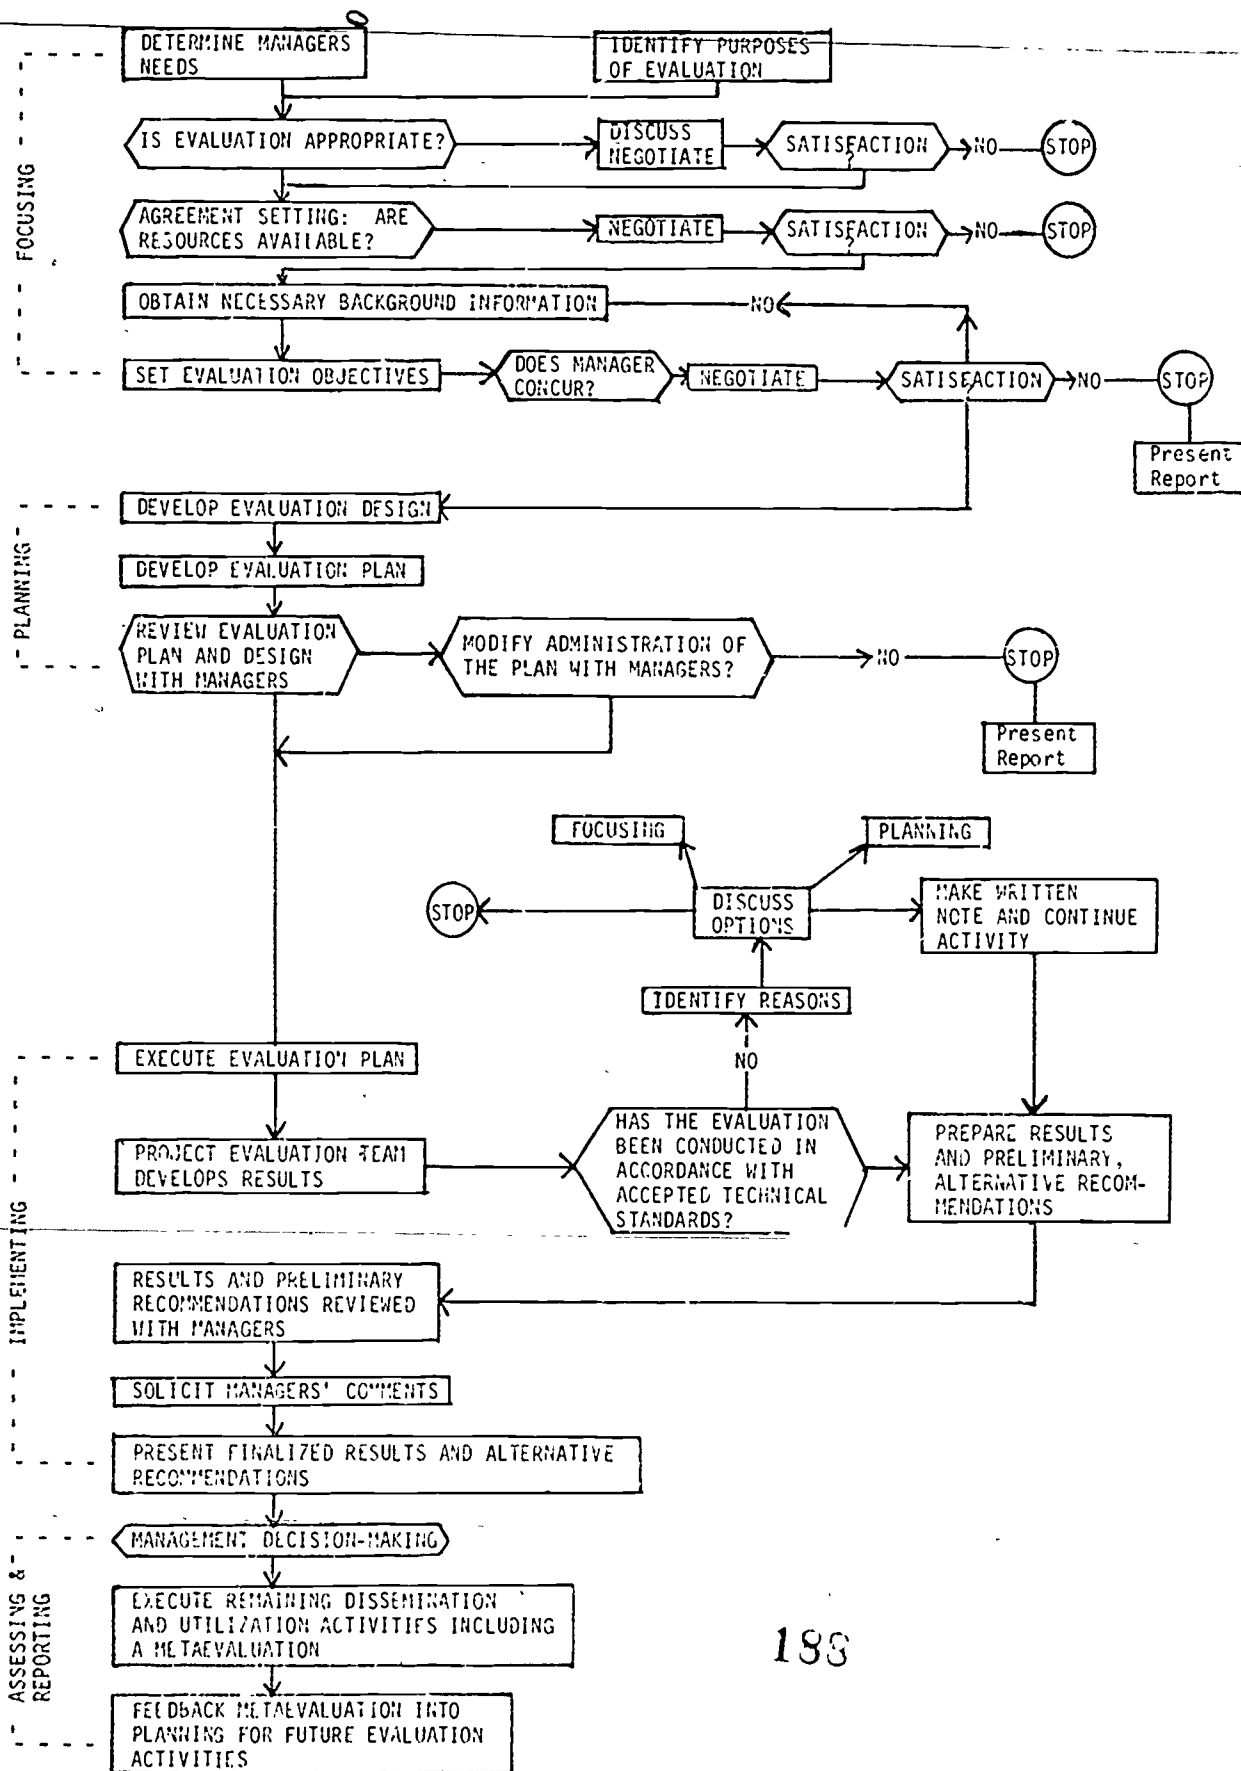 DETERMINE MANAGERS
NEEDS
IDENTIFY PURPOSES
OF EVALUATION
IS EVALUATION APPROPRIATE?
DISCUSS
NEGOTIATE
SATISFACTION
?
NO
STOP
AGREEMENT SETTING: ARE
RESOURCES AVAILABLE?
NEGOTIATE
SATISFACTION
?
NO
STOP
FOCUSING
OBTAIN NECESSARY BACKGROUND INFORMATION
NO
SET EVALUATION OBJECTIVES
DOES MANAGER
CONCUR?
NEGOTIATE
SATISFACTION
NO
STOP
Present
Report
DEVELOP EVALUATION DESIGN
PLANNING
DEVELOP EVALUATION PLAN
REVIEW EVALUATION
PLAN AND DESIGN
WITH MANAGERS
MODIFY ADMINISTRATION OF
THE PLAN WITH MANAGERS?
NO
STOP
Present
Report
FOCUSING
PLANNING
STOP
DISCUSS
OPTIONS
MAKE WRITTEN
NOTE AND CONTINUE
ACTIVITY
IDENTIFY REASONS
NO
EXECUTE EVALUATION PLAN
PROJECT EVALUATION TEAM
DEVELOPS RESULTS
HAS THE EVALUATION
BEEN CONDUCTED IN
ACCORDANCE WITH
ACCEPTED TECHNICAL
STANDARDS?
PREPARE RESULTS
AND PRELIMINARY,
ALTERNATIVE RECOM-
MENDATIONS
IMPLEMENTING
RESULTS AND PRELIMINARY
RECOMMENDATIONS REVIEWED
WITH MANAGERS
SOLICIT MANAGERS' COMMENTS
PRESENT FINALIZED RESULTS AND ALTERNATIVE
RECOMMENDATIONS
MANAGEMENT DECISION-MAKING
ASSESSING &
REPORTING
EXECUTE REMAINING DISSEMINATION
AND UTILIZATION ACTIVITIES INCLUDING
A METAEVALUATION
FEEDBACK METAEVALUATION INTO
PLANNING FOR FUTURE EVALUATION
ACTIVITIES